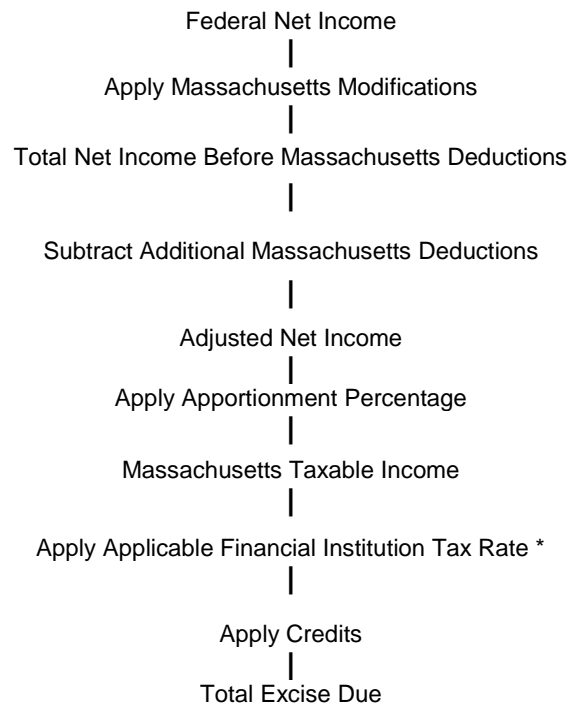 Federal Net Income
Apply Massachusetts Modifications
Total Net Income Before Massachusetts Deductions
Subtract Additional Massachusetts Deductions
Adjusted Net Income
Apply Apportionment Percentage
Massachusetts Taxable Income
Apply Applicable Financial Institution Tax Rate *
Apply Credits
Total Excise Due